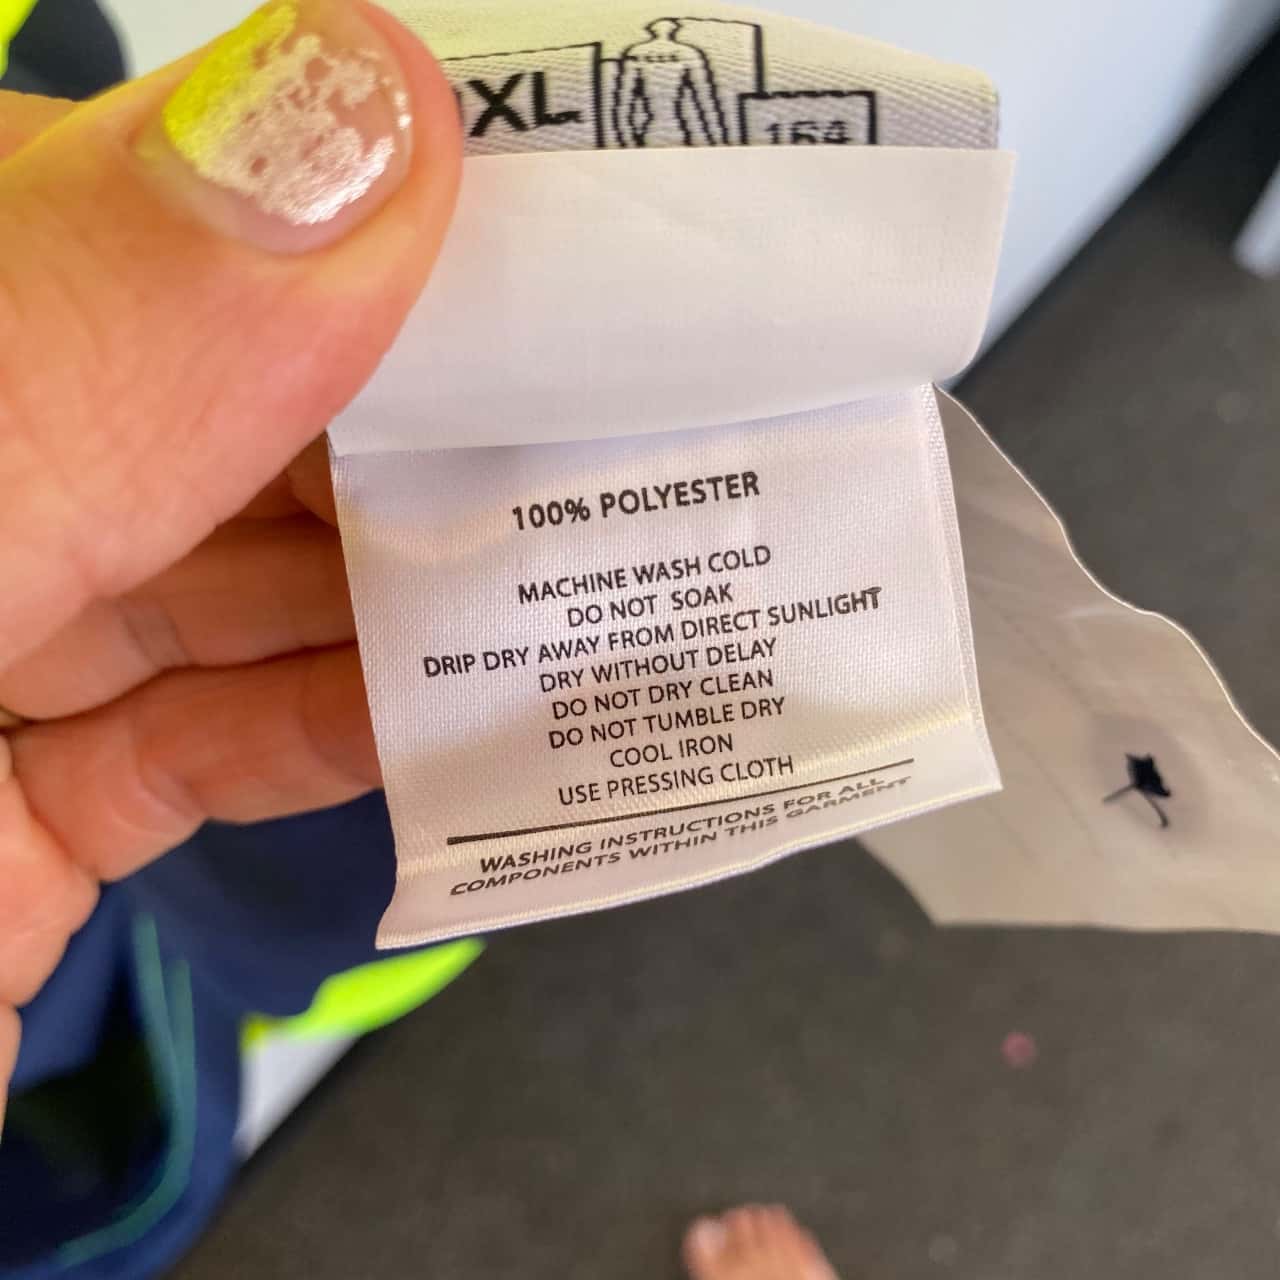 XL
164
100% POLYESTER
MACHINE WASH COLD
DO NOT SOAK
DRIP DRY AWAY FROM DIRECT SUNLIGHT
DRY WITHOUT DELAY
DO NOT DRY CLEAN
DO NOT TUMBLE DRY
COOL IRON
USE PRESSING CLOTH
WASHING INSTRUCTIONS FOR ALL
COMPONENTS WITHIN THIS GARMENT